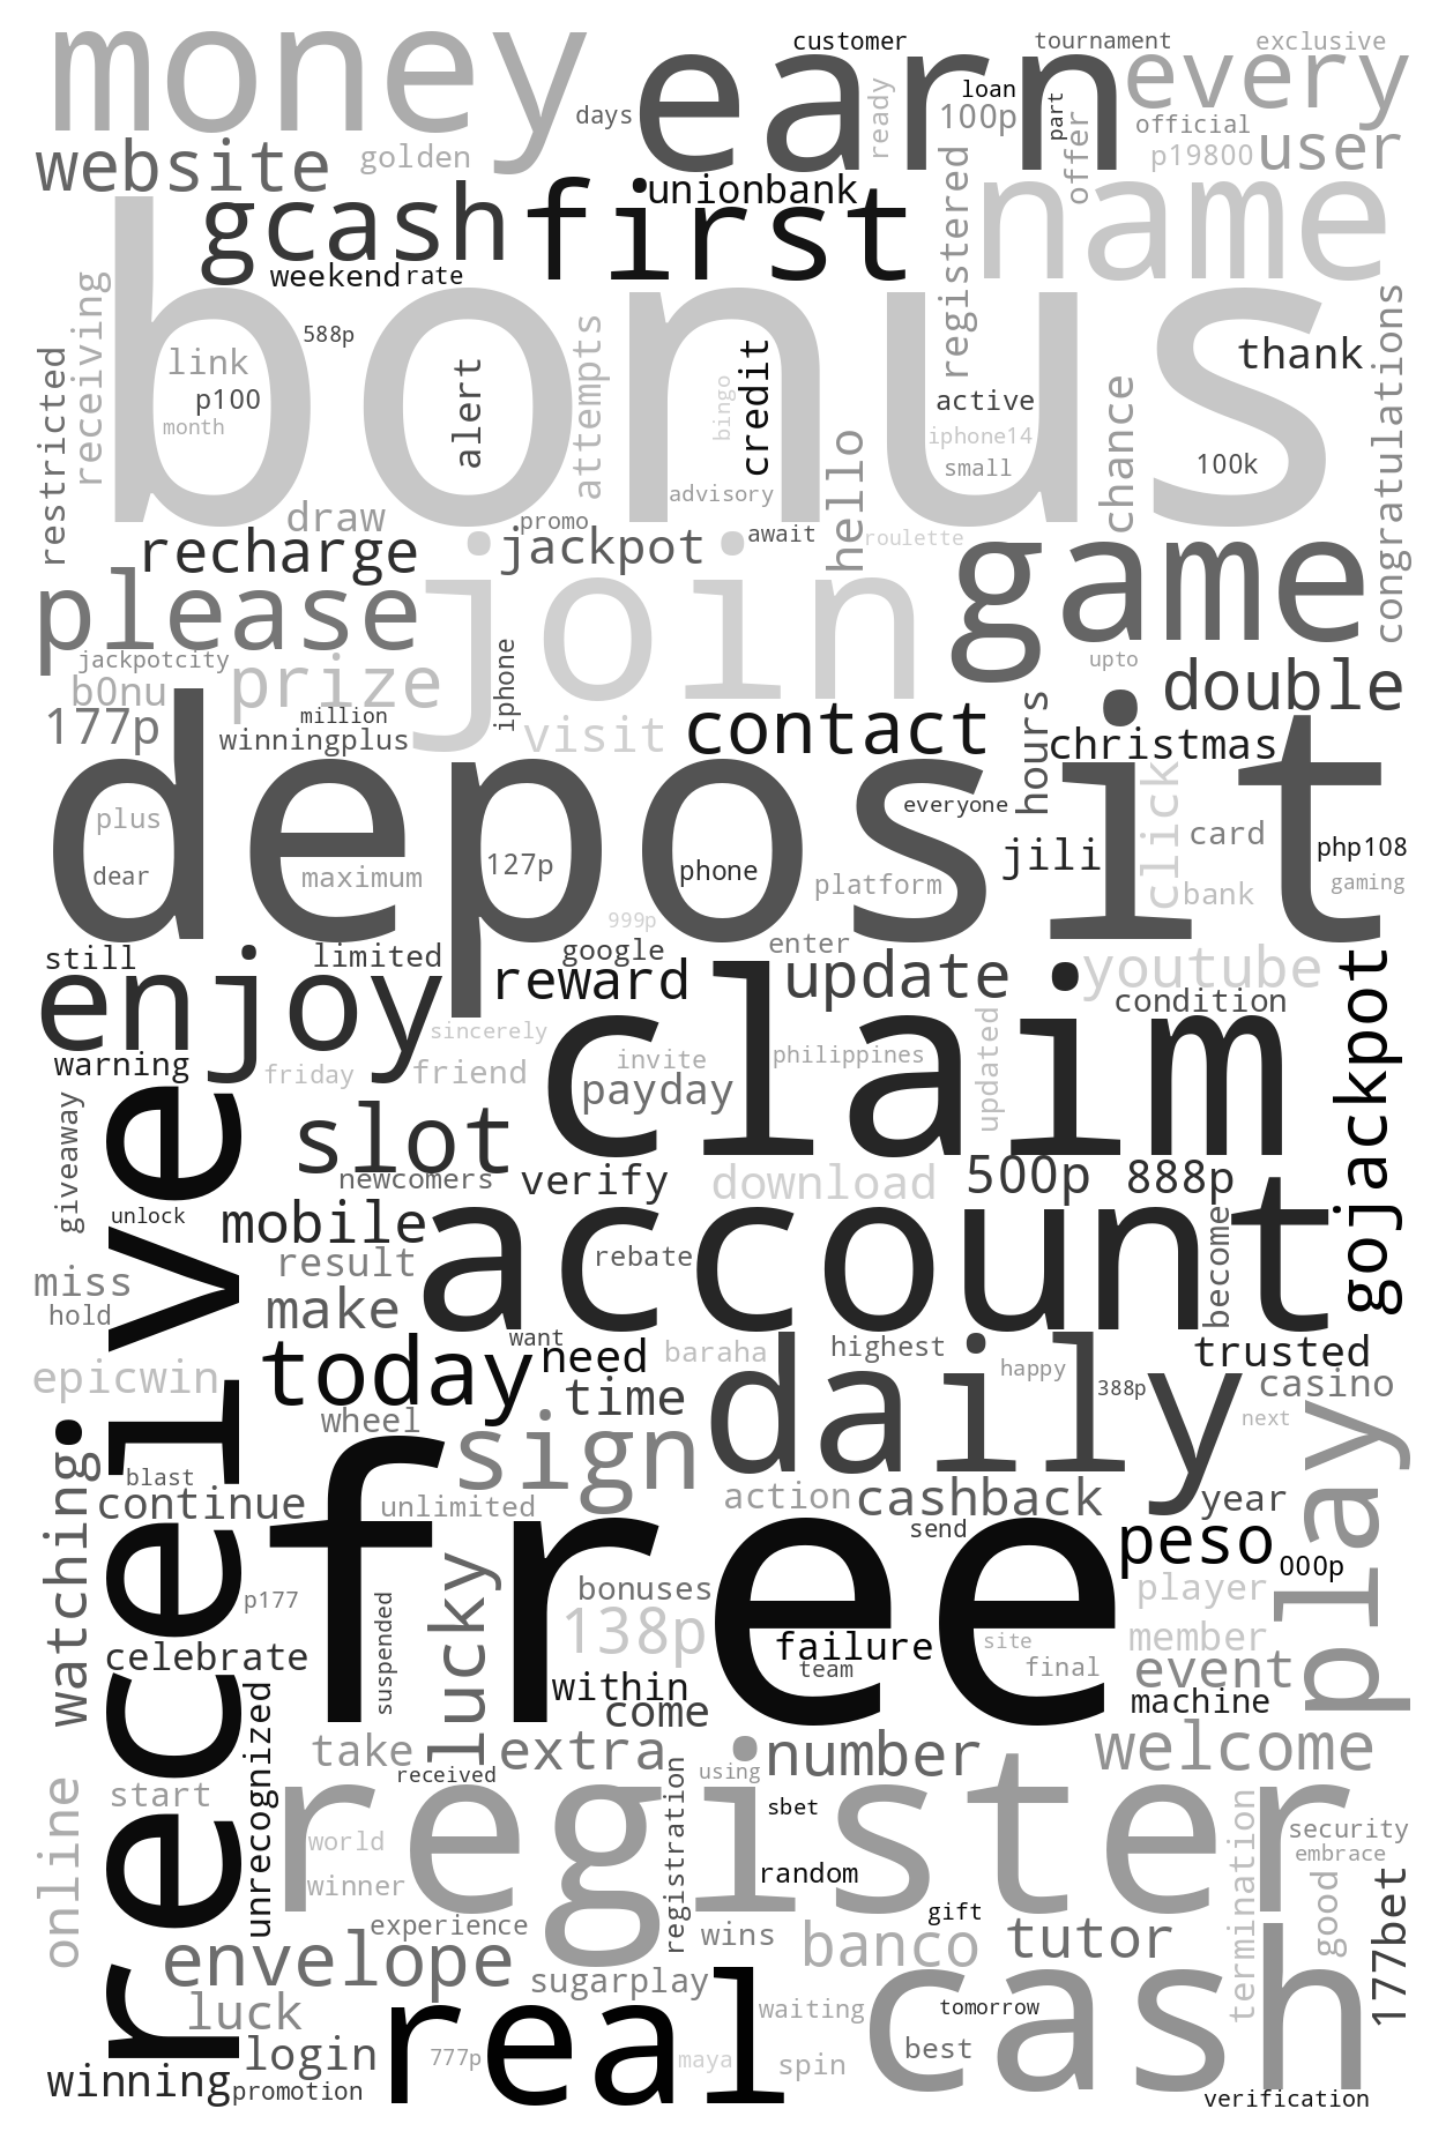 money
earn
customer
tournament
exclusive
every
days
ready
loan
100p
part
offer
official
p19800
user
website
golden
gcash
first
unionbank
registered
name
weekend
rate
bonus
receiving
restricted
588p
link
p100
month
alert
attempts
bingo
credit
advisory
hello
active
iphone14
small
chance
100k
thank
congratulations
draw
recharge
promo
jackpot
await
roulette
join
game
please
jackpotcity
b0nu
prize
iphone
upto
double
177p
million
winningplus
visit
contact
hours
christmas
deposit
plus
dear
maximum
127p
phone
platform
everyone
jili
click
card
bank
php108
gaming
999p
still
limited
google
enter
enjoy
reward
update
youtube
condition
gojackpot
claim
sincerely
warning
friday
friend
invite
payday
philippines
updated
giveaway
receive
slot
newcomers
verify
download
500p
888p
unlock
mobile
account
rebate
become
result
miss
make
hold
today
want
need
baraha
highest
happy
388p
trusted
casino
next
epicwin
time
daily
wheel
sign
play
watching
blast
continue
unlimited
action
cashback
year
send
free
peso
000p
p177
suspended
lucky
bonuses
138p
player
failure
site
member
team
final
event
celebrate
within
come
machine
unrecognized
take
extra
number
welcome
received
registration
using
register
sbet
start
online
world
winner
random
termination
security
embrace
good
177bet
gift
experience
wins
banco
tutor
envelope
sugarplay
real
cash
luck
waiting
tomorrow
login
777p
maya
spin
best
winning
promotion
verification